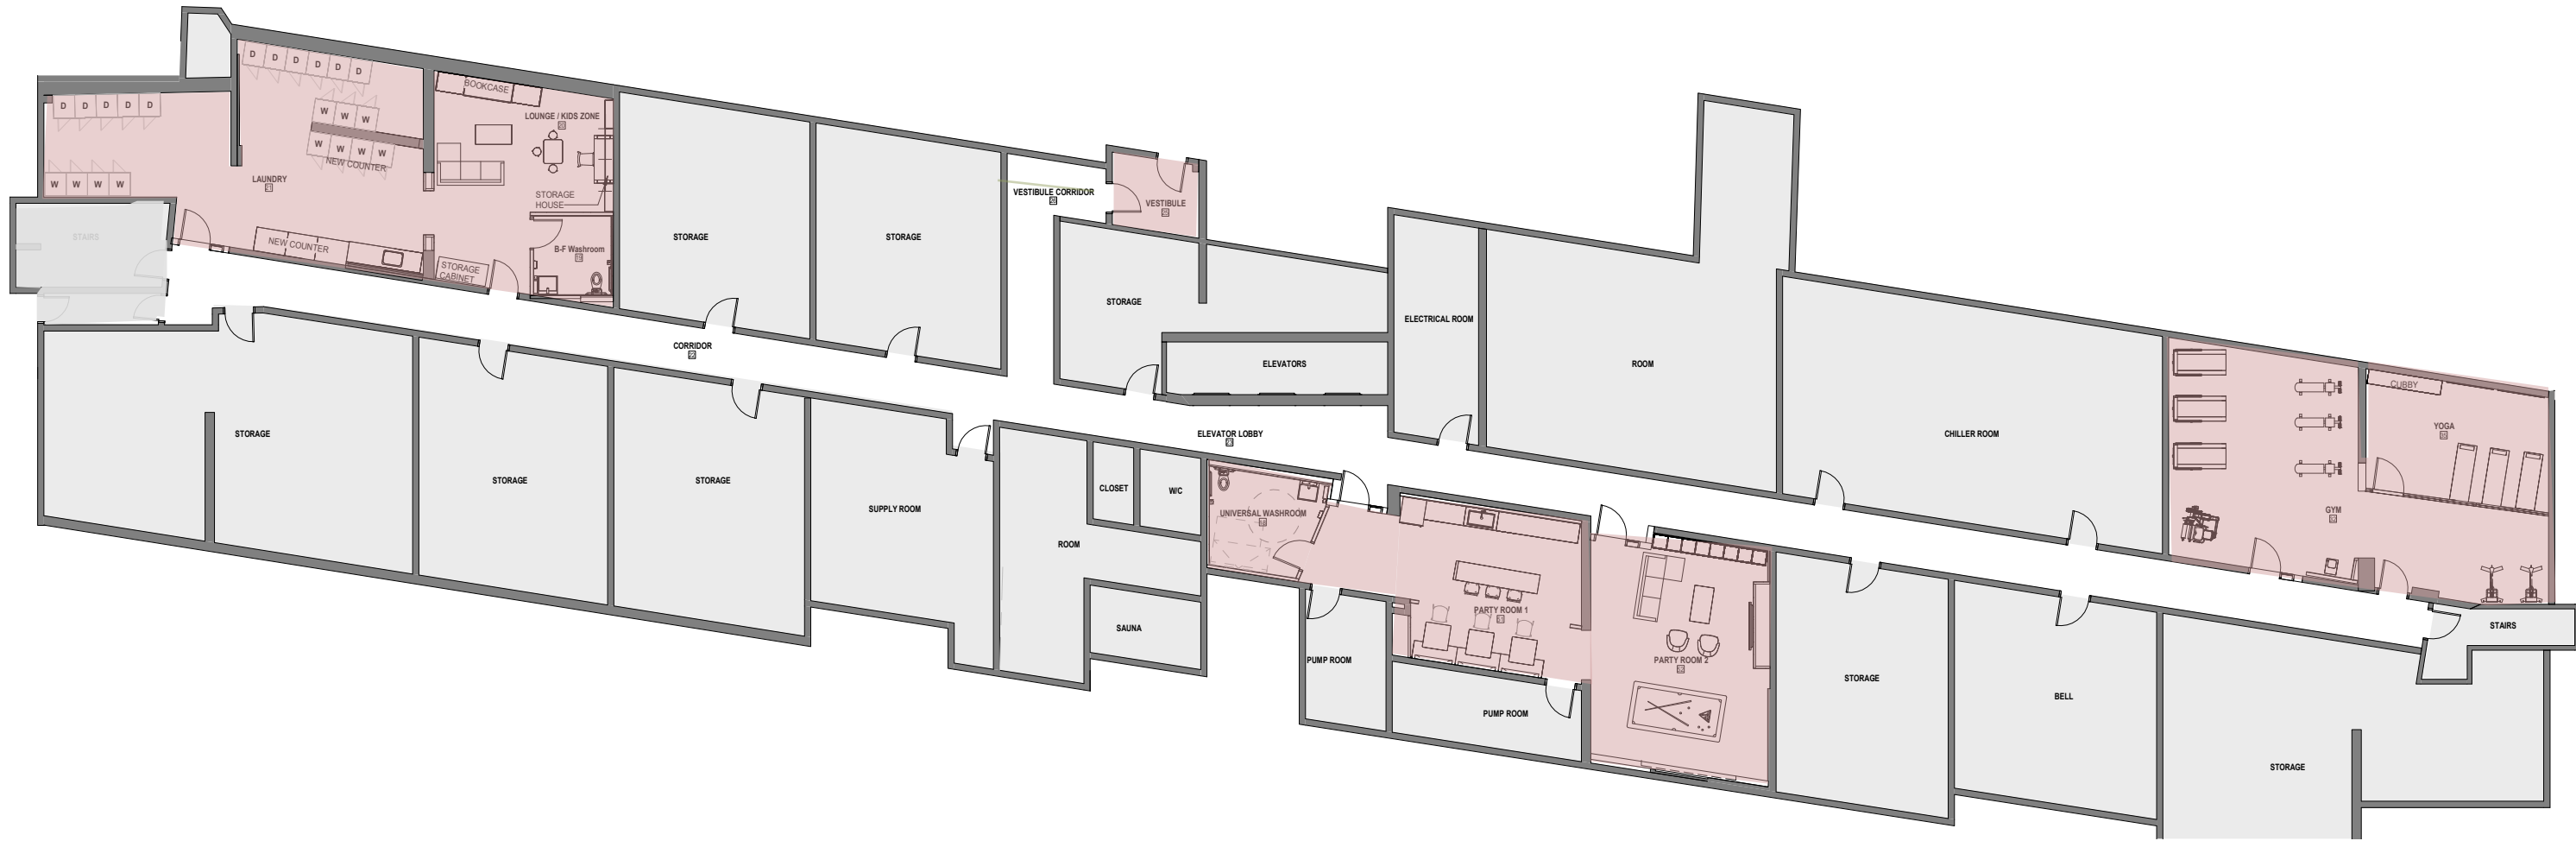 D D D D D D
D D D D D
BOOKCASE
W W W
LOUNGE / KIDS ZONE
W W W W
NEW COUNTER
LAUNDRY
W W W W
STORAGE
HOUSE
STAIRS
NEW COUNTER
B-F Washroom
STORAGE
CABINET
STORAGE
STORAGE
VESTIBULE CORRIDOR
VESTIBULE
STORAGE
ELEVATORS
ELECTRICAL ROOM
ROOM
CHILLER ROOM
CUBBY
YOGA
GYM
CORRIDOR
ELEVATOR LOBBY
STORAGE
STORAGE
STORAGE
SUPPLY ROOM
CLOSET
W/C
ROOM
SAUNA
UNIVERSAL WASHROOM
PUMP ROOM
PARTY ROOM 1
PUMP ROOM
PARTY ROOM 2
STORAGE
BELL
STAIRS
STORAGE